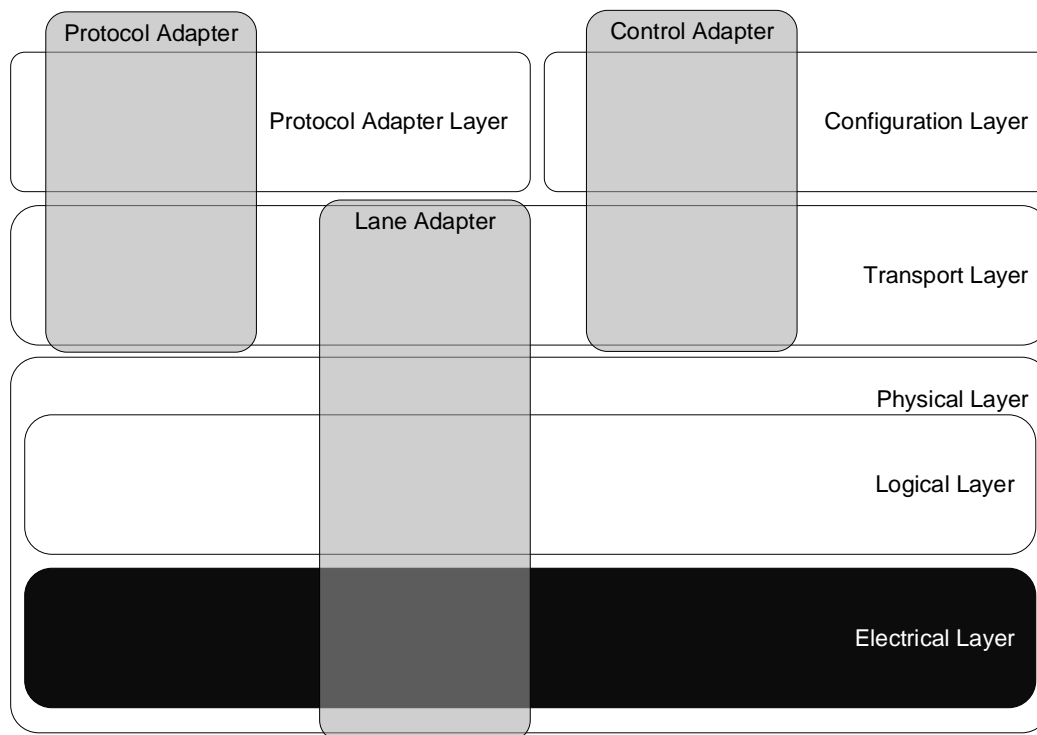 Protocol Adapter
Control Adapter
Protocol Adapter Layer
Configuration Layer
Lane Adapter
Transport Layer
Physical Layer
Logical Layer
Electrical Layer